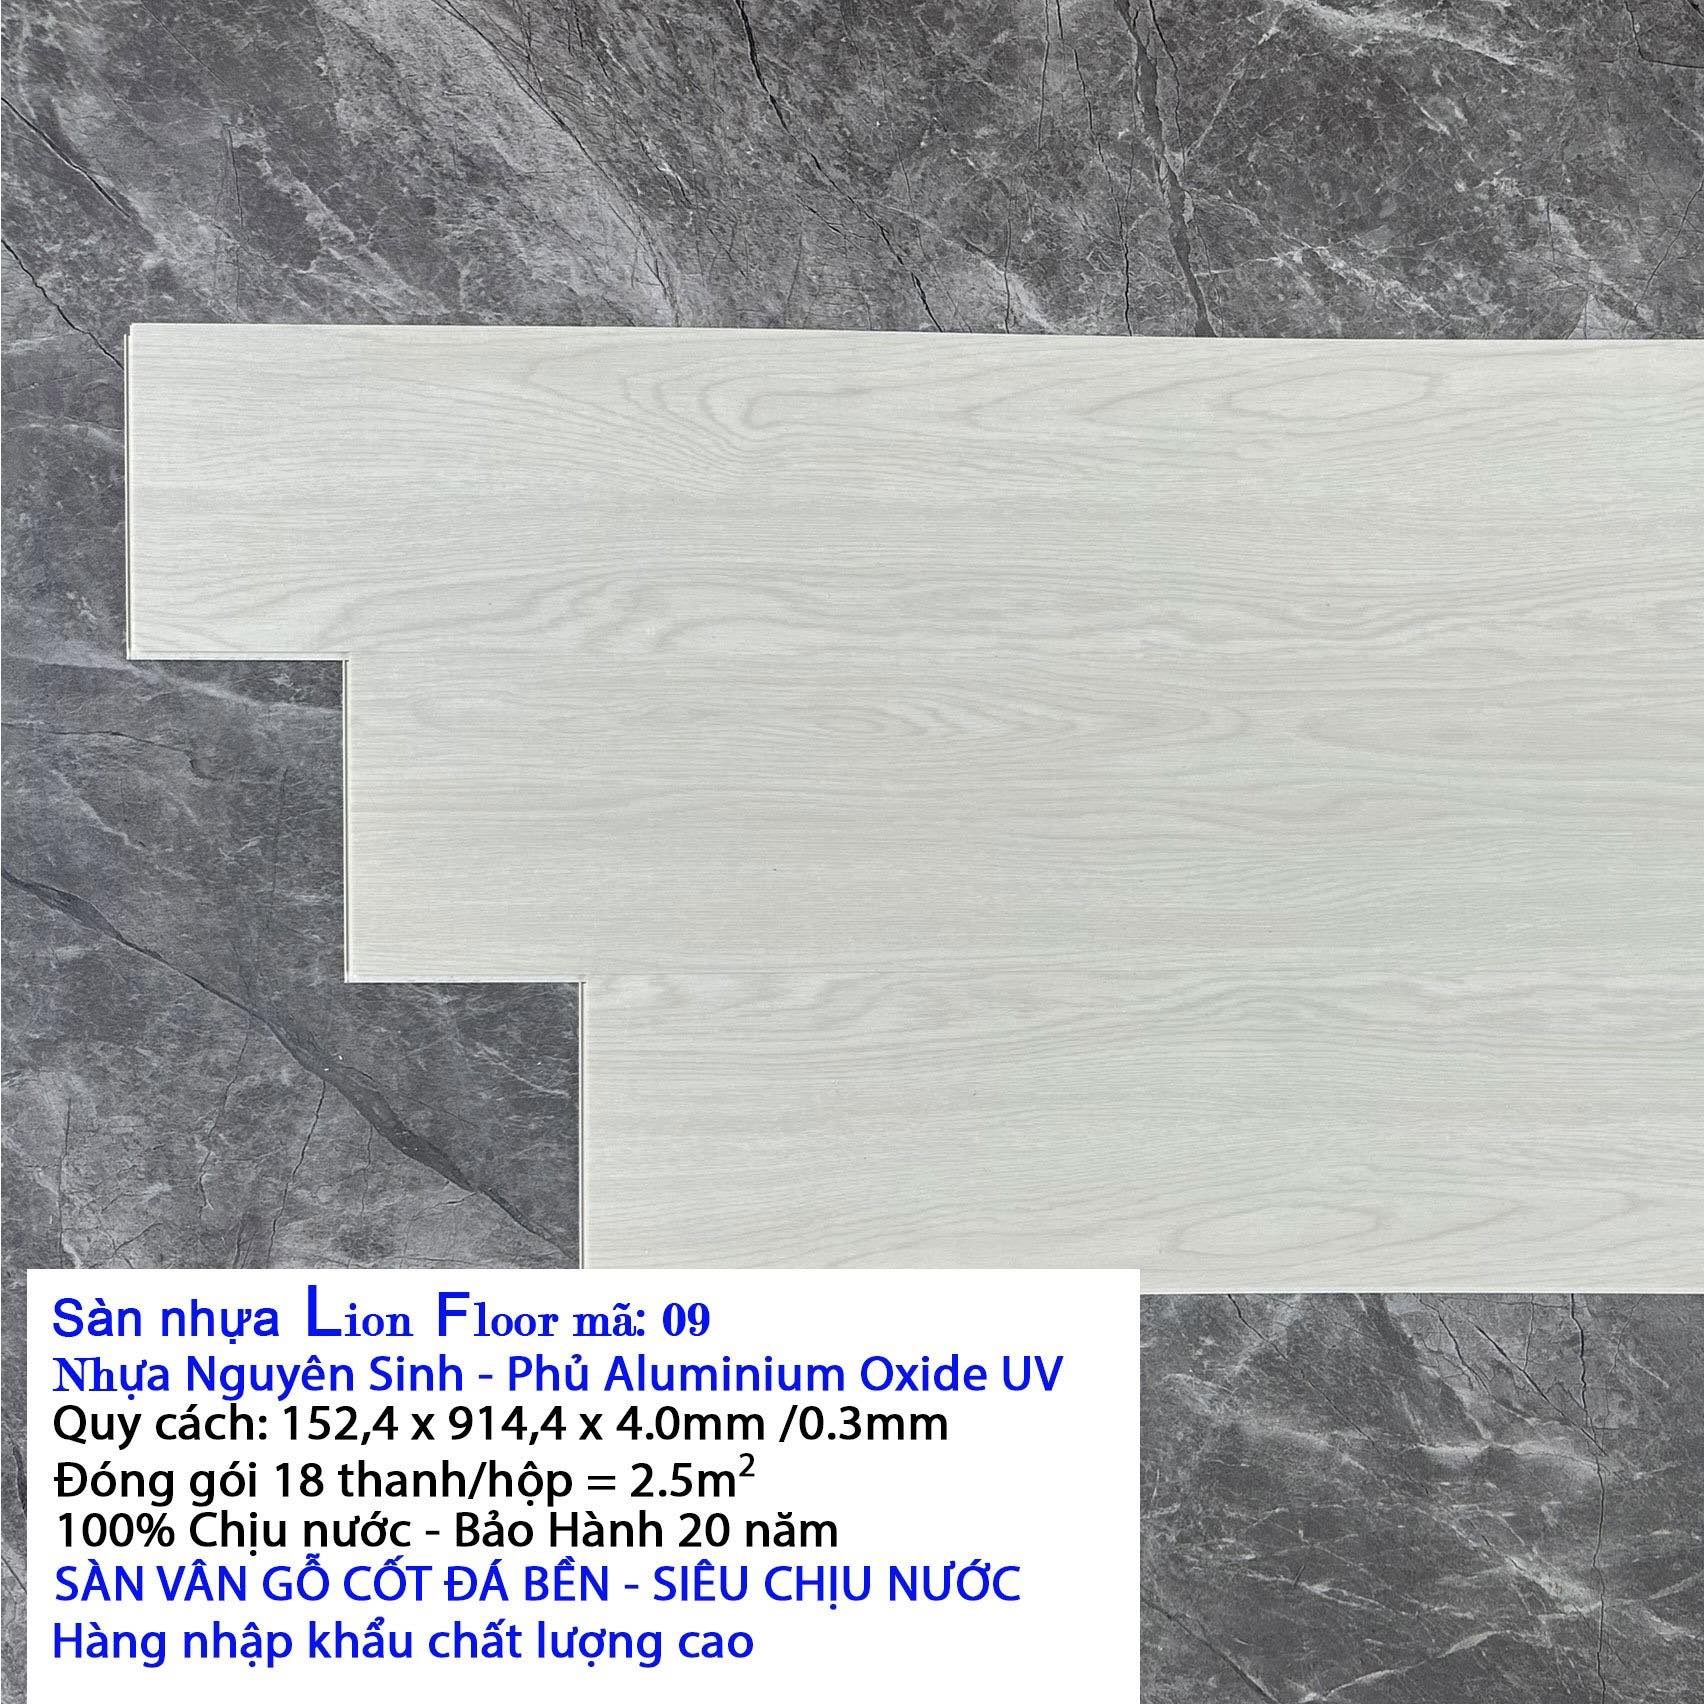 Sàn nhựa Lion Floor mã: 09
Nhựa Nguyên Sinh - Phủ Aluminium Oxide UV
Quy cách: 152,4 x 914,4 x 4.0mm /0.3mm
Đóng gói 18 thanh/hộp = 2.5m²
100% Chịu nước - Bảo Hành 20 năm
SÀN VÂN GỖ CỐT ĐÁ BỀN - SIÊU CHỊU NƯỚC
Hàng nhập khẩu chất lượng cao